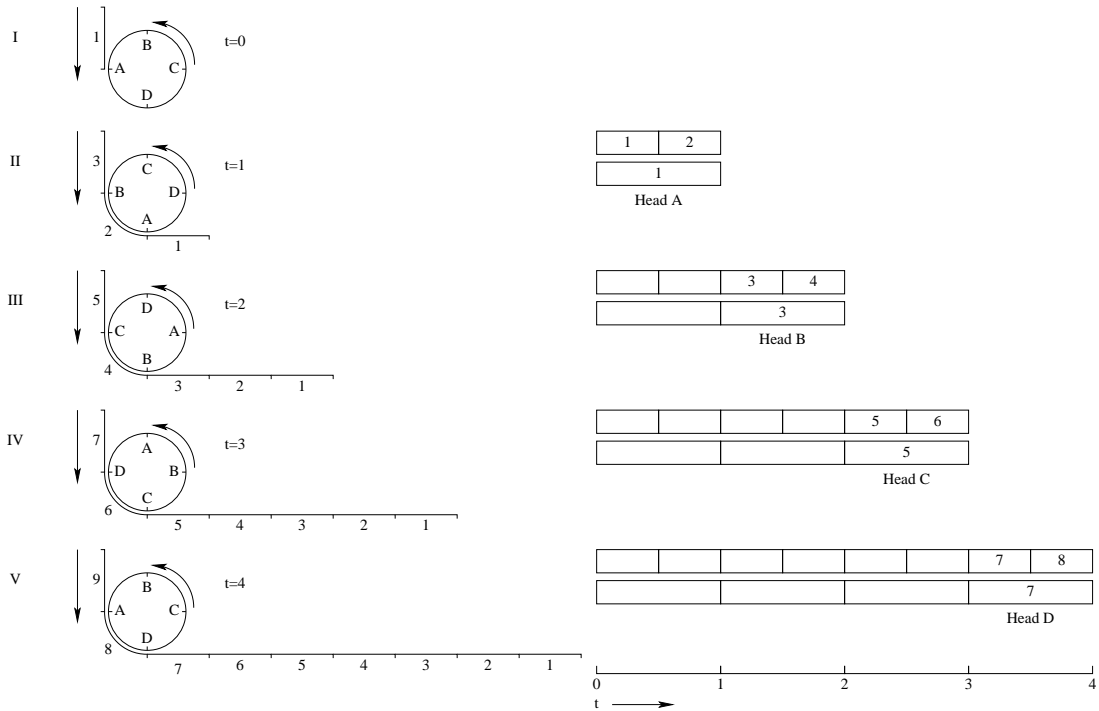 I
1
B
A
C
D
t=0
II
3
C
B
D
A
t=1
2
1
1 2
1
Head A
III
5
D
C
A
B
t=2
4
3 2 1
3 4
3
Head B
IV
7
A
D
B
C
t=3
6
5 4 3 2 1
5 6
5
Head C
V
9
B
A
C
D
t=4
8
7 6 5 4 3 2 1
7 8
7
Head D
0 1 2 3 4
t